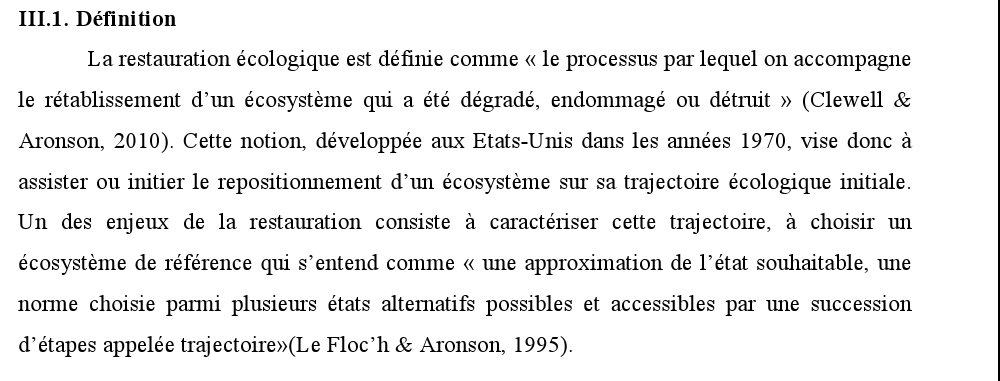 III.1. Définition
La restauration écologique est définie comme « le processus par lequel on accompagne
le rétablissement d’un écosystème qui a été dégradé, endommagé ou détruit » (Clewell &
Aronson, 2010). Cette notion, développée aux Etats-Unis dans les années 1970, vise donc à
assister ou initier le repositionnement d’un écosystème sur sa trajectoire écologique initiale.
Un des enjeux de la restauration consiste à caractériser cette trajectoire, à choisir un
écosystème de référence qui s’entend comme « une approximation de l’état souhaitable, une
norme choisie parmi plusieurs états alternatifs possibles et accessibles par une succession
d’étapes appelée trajectoire»(Le Floc’h & Aronson, 1995).